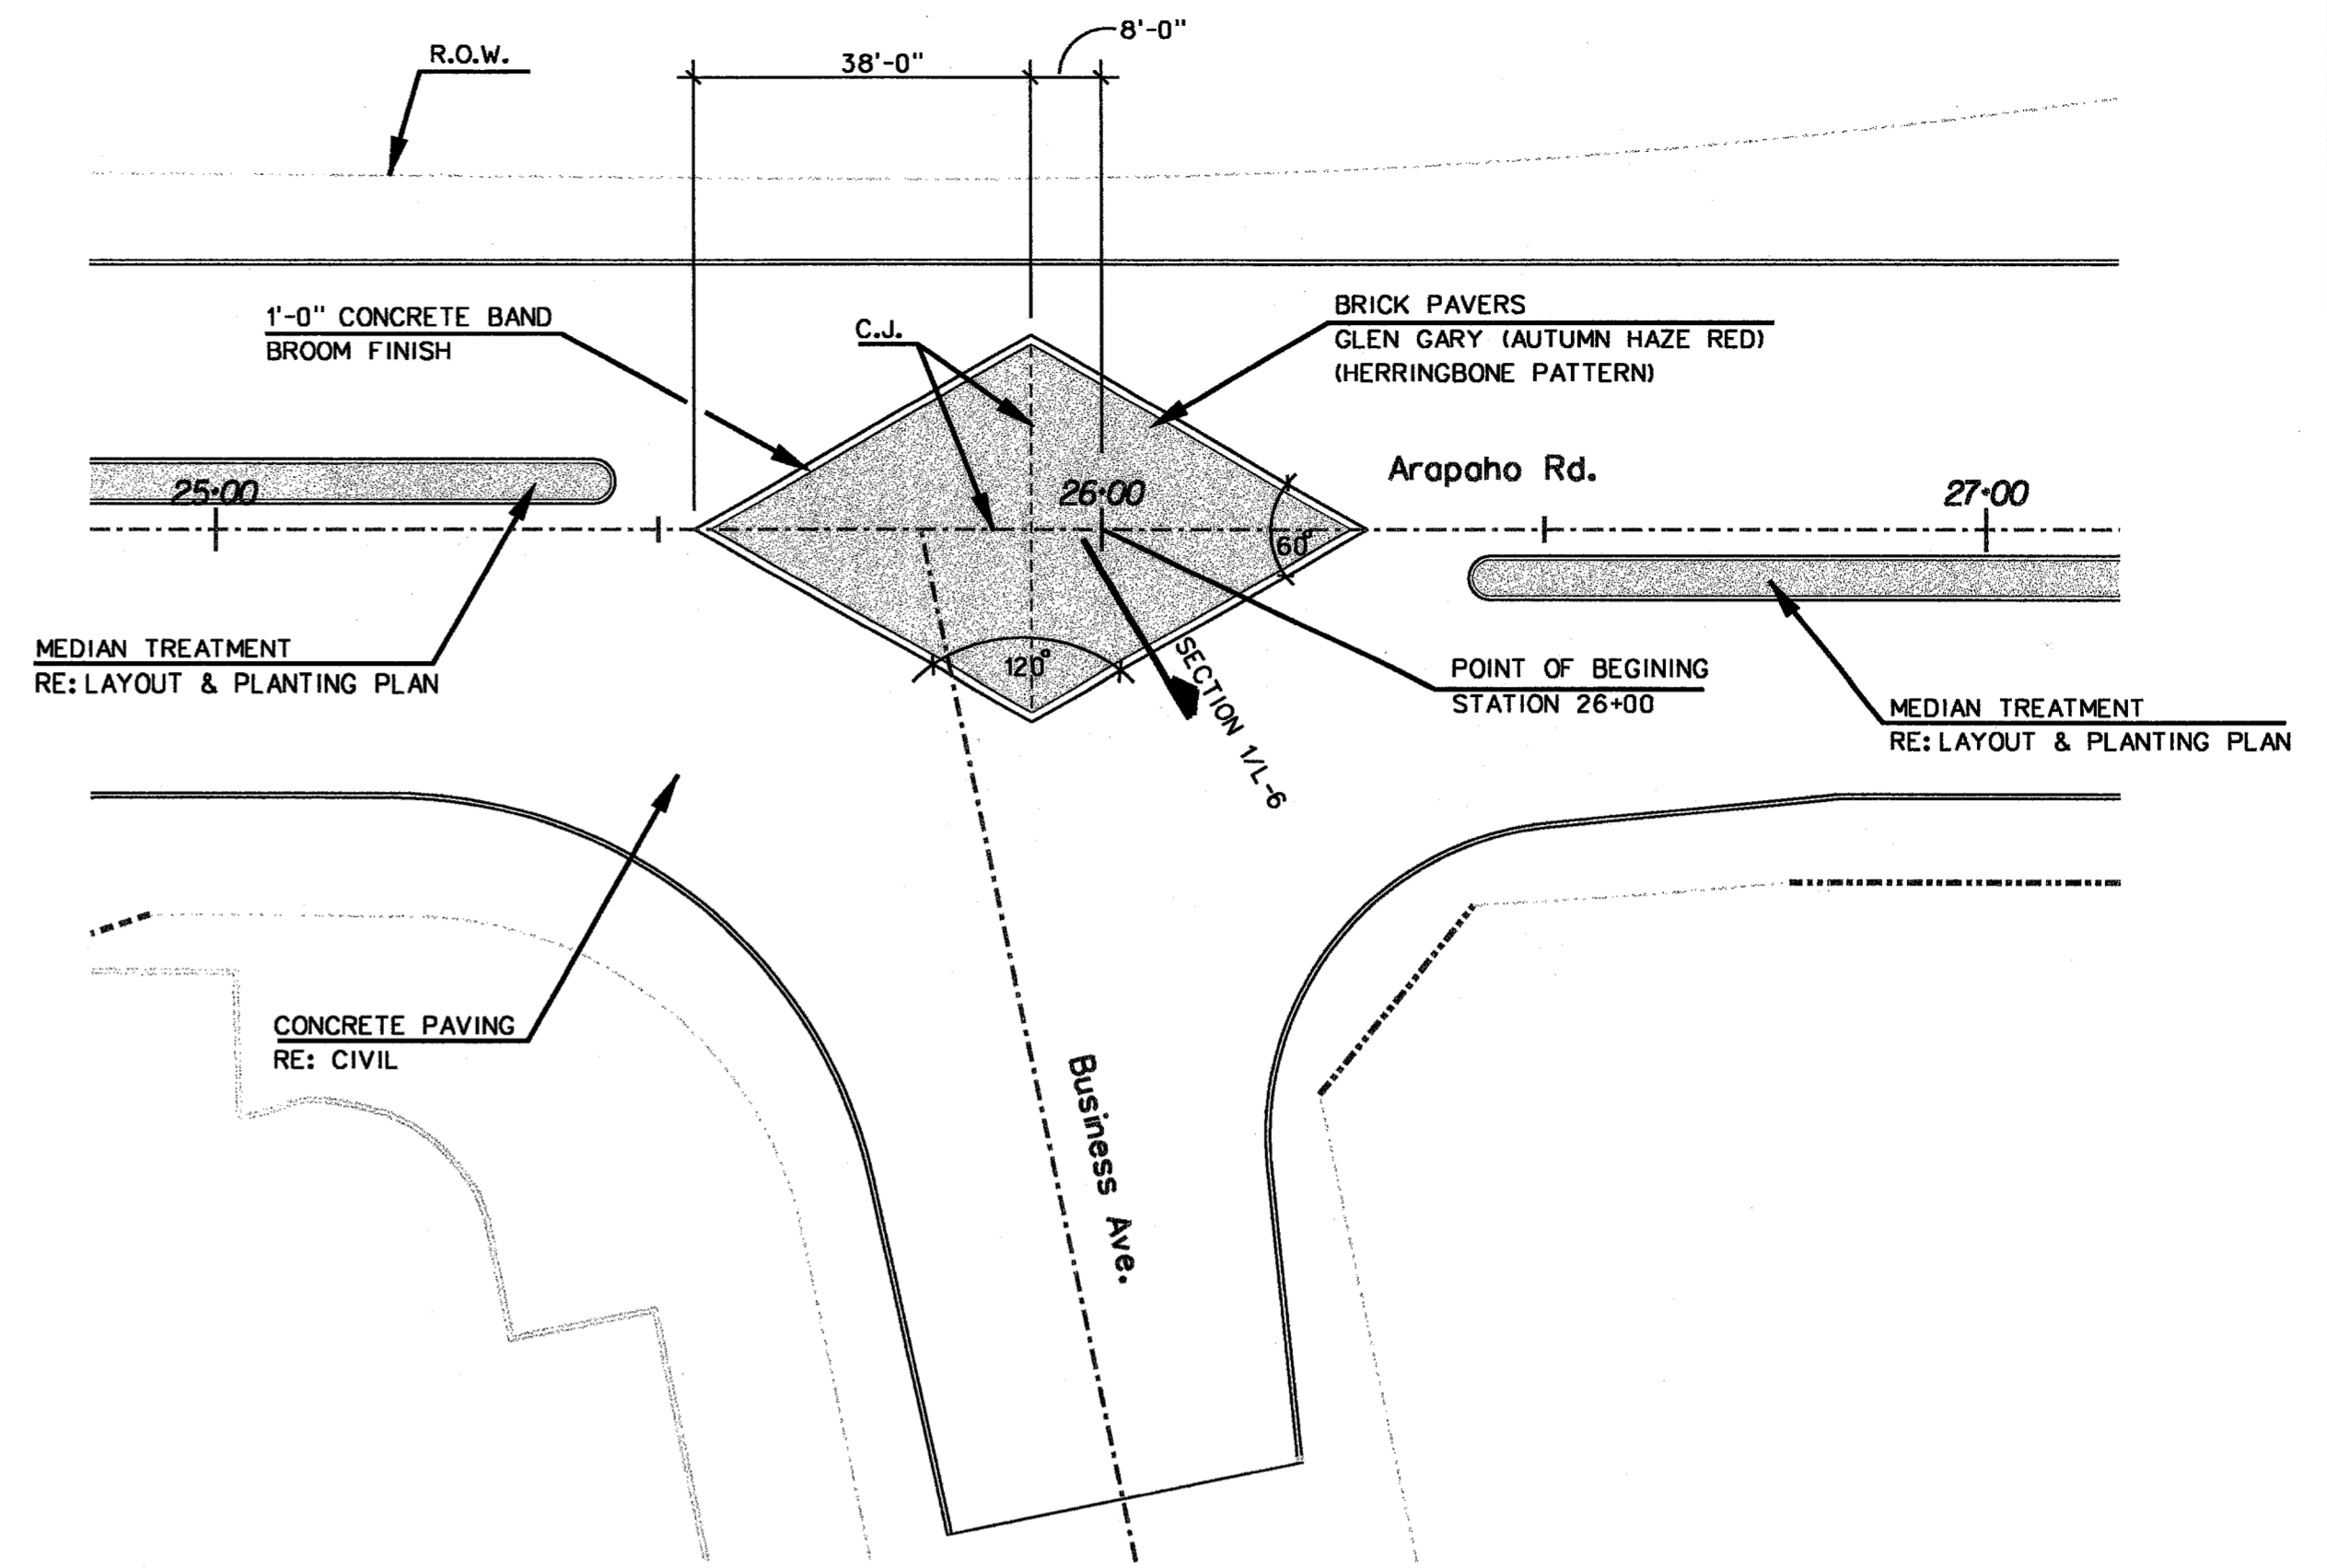 8'-0"
R.O.W.
38'-0"
1'-0" CONCRETE BAND
BROOM FINISH
C.J.
BRICK PAVERS
GLEN GARY (AUTUMN HAZE RED)
(HERRINGBONE PATTERN)
Arapaho Rd.
25+00
26+00
27+00
60°
120°
MEDIAN TREATMENT
RE: LAYOUT & PLANTING PLAN
SECTION 1/L-6
POINT OF BEGINING
STATION 26+00
MEDIAN TREATMENT
RE: LAYOUT & PLANTING PLAN
CONCRETE PAVING
RE: CIVIL
Business Ave.